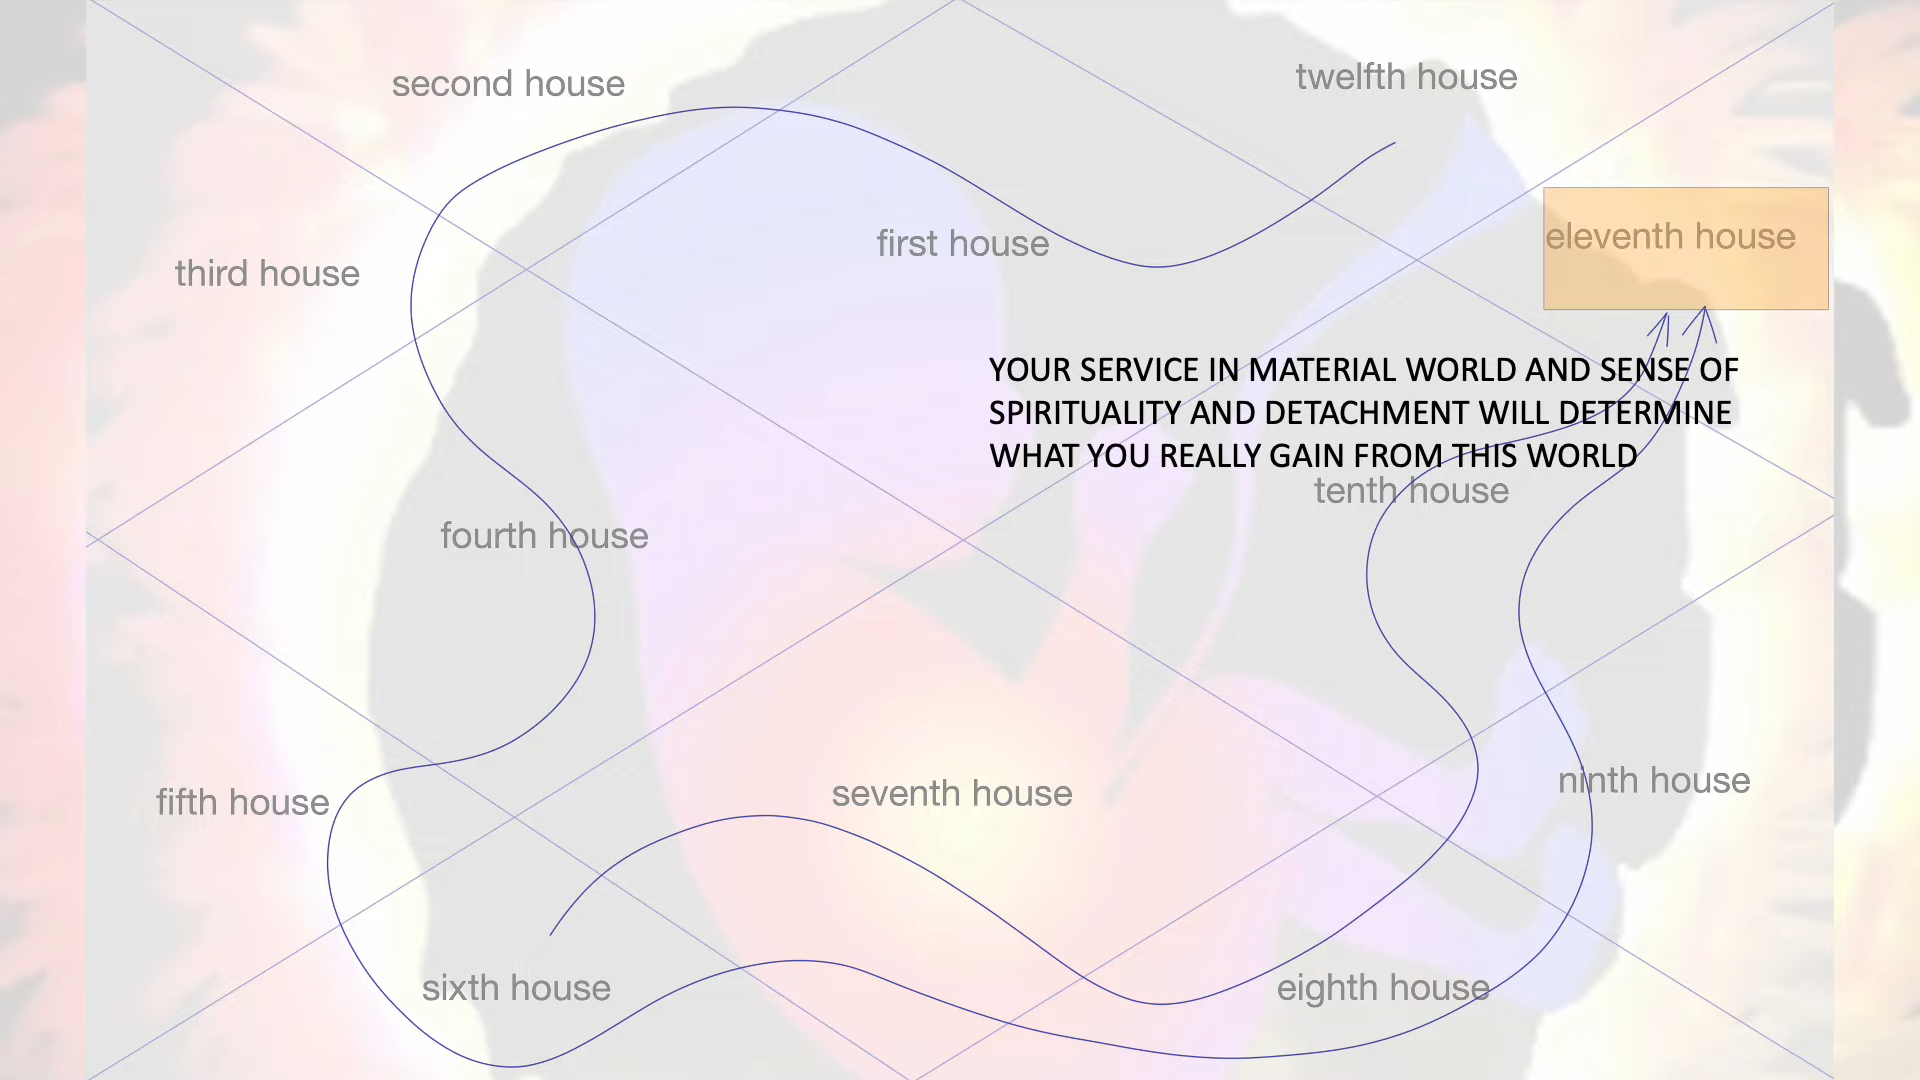 second house
twelfth house
eleventh house
first house
third house
YOUR SERVICE IN MATERIAL WORLD AND SENSE OF
SPIRITUALITY AND DETACHMENT WILL DETERMINE
WHAT YOU REALLY GAIN FROM THIS WORLD
tenth house
fourth house
ninth house
seventh house
fifth house
sixth house
eighth house